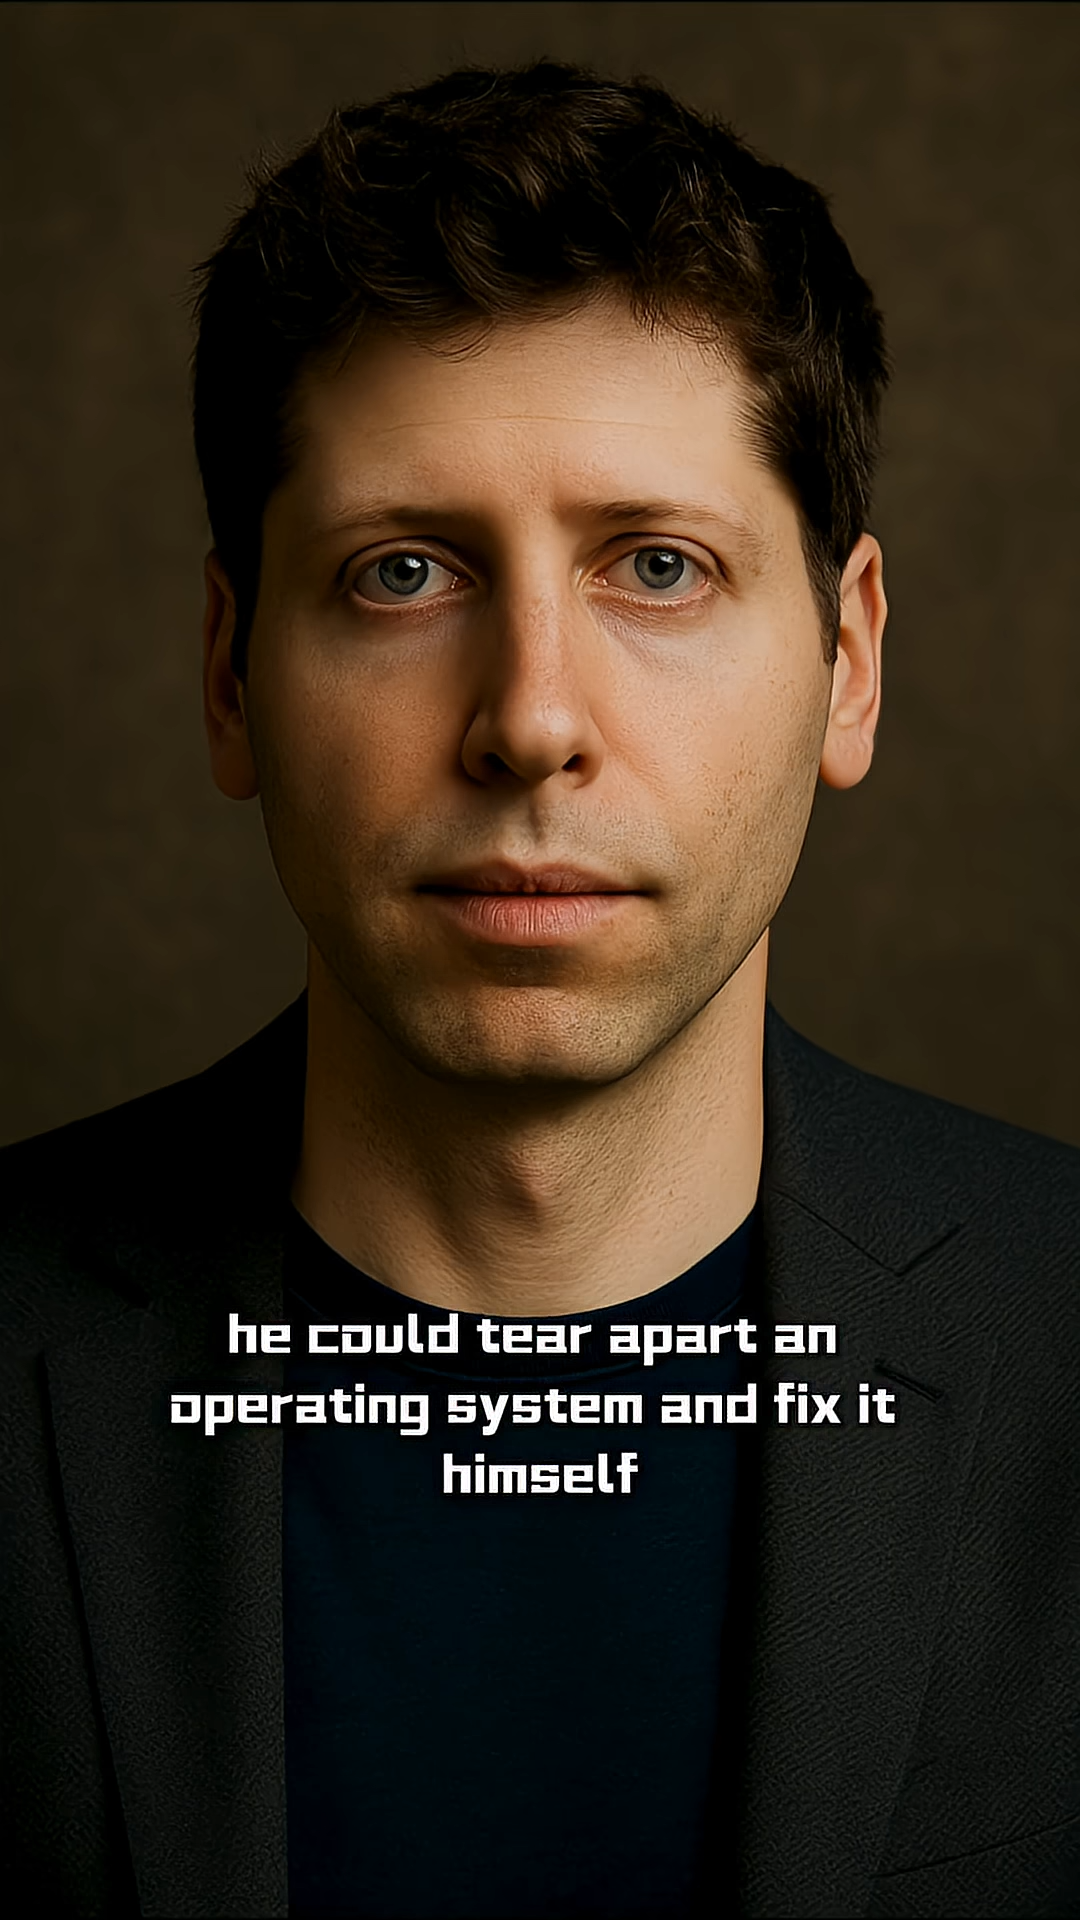 he could tear apart an
operating system and fix it
himself